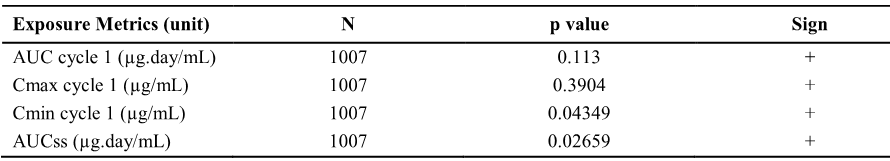 Exposure Metrics (unit) N p value Sign
AUC cycle 1 (µg.day/mL) 1007 0.113 +
Cmax cycle 1 (µg/mL) 1007 0.3904 +
Cmin cycle 1 (µg/mL) 1007 0.04349 +
AUCss (µg.day/mL) 1007 0.02659 +